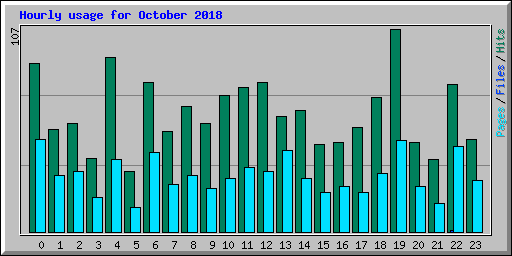 Hourly usage for October 2018
107
Pages/Files/Hits
0 1 2 3 4 5 6 7 8 9 10 11 12 13 14 15 16 17 18 19 20 21 22 23